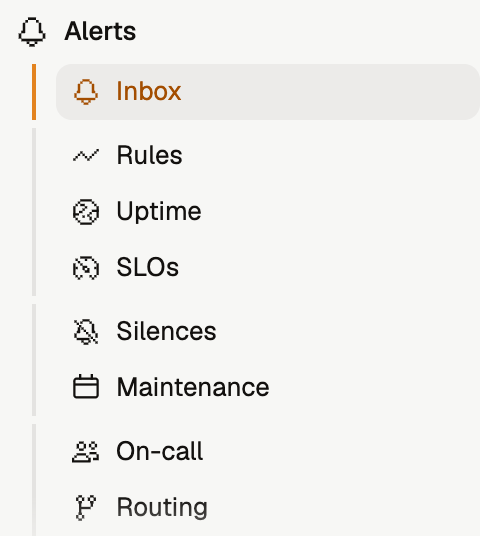 Alerts
Inbox
Rules
Uptime
SLOs
Silences
Maintenance
On-call
Routing